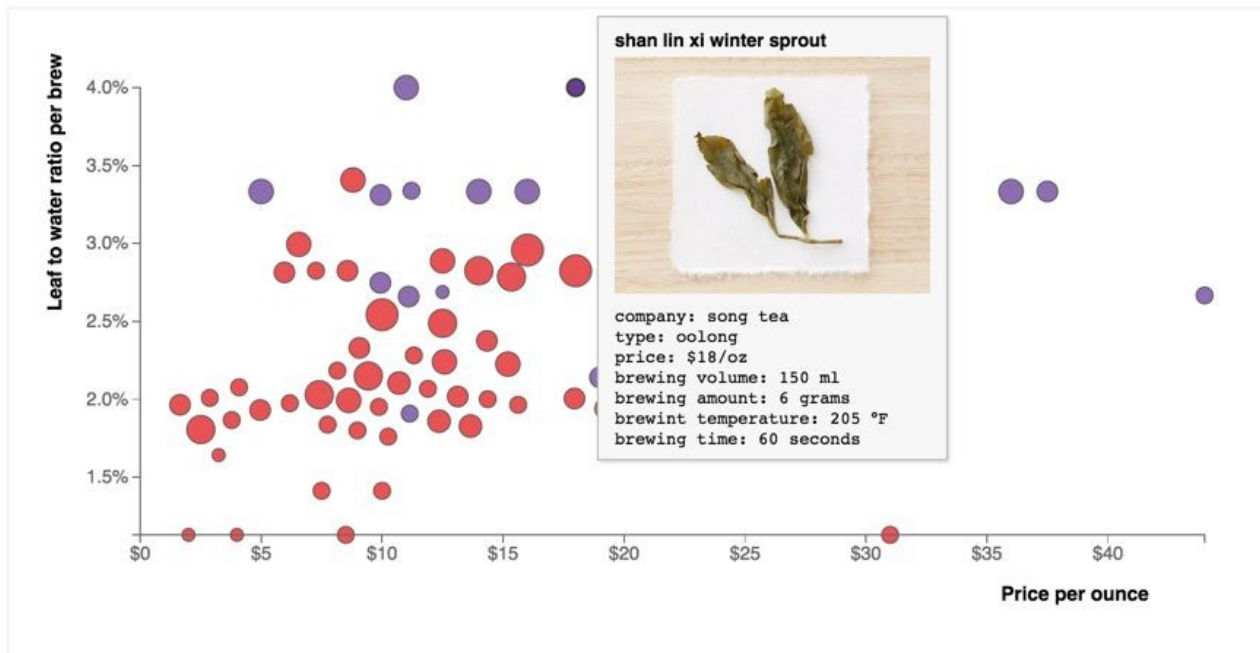 shan lin xi winter sprout
Leaf to water ratio per brew
4.0%
3.5%
3.0%
2.5%
2.0%
1.5%
company: song tea
type: oolong
price: $18/oz
brewing volume: 150 ml
brewing amount: 6 grams
brewint temperature: 205 °F
brewing time: 60 seconds
$0
$5
$10
$15
$20
$25
$30
$35
$40
Price per ounce